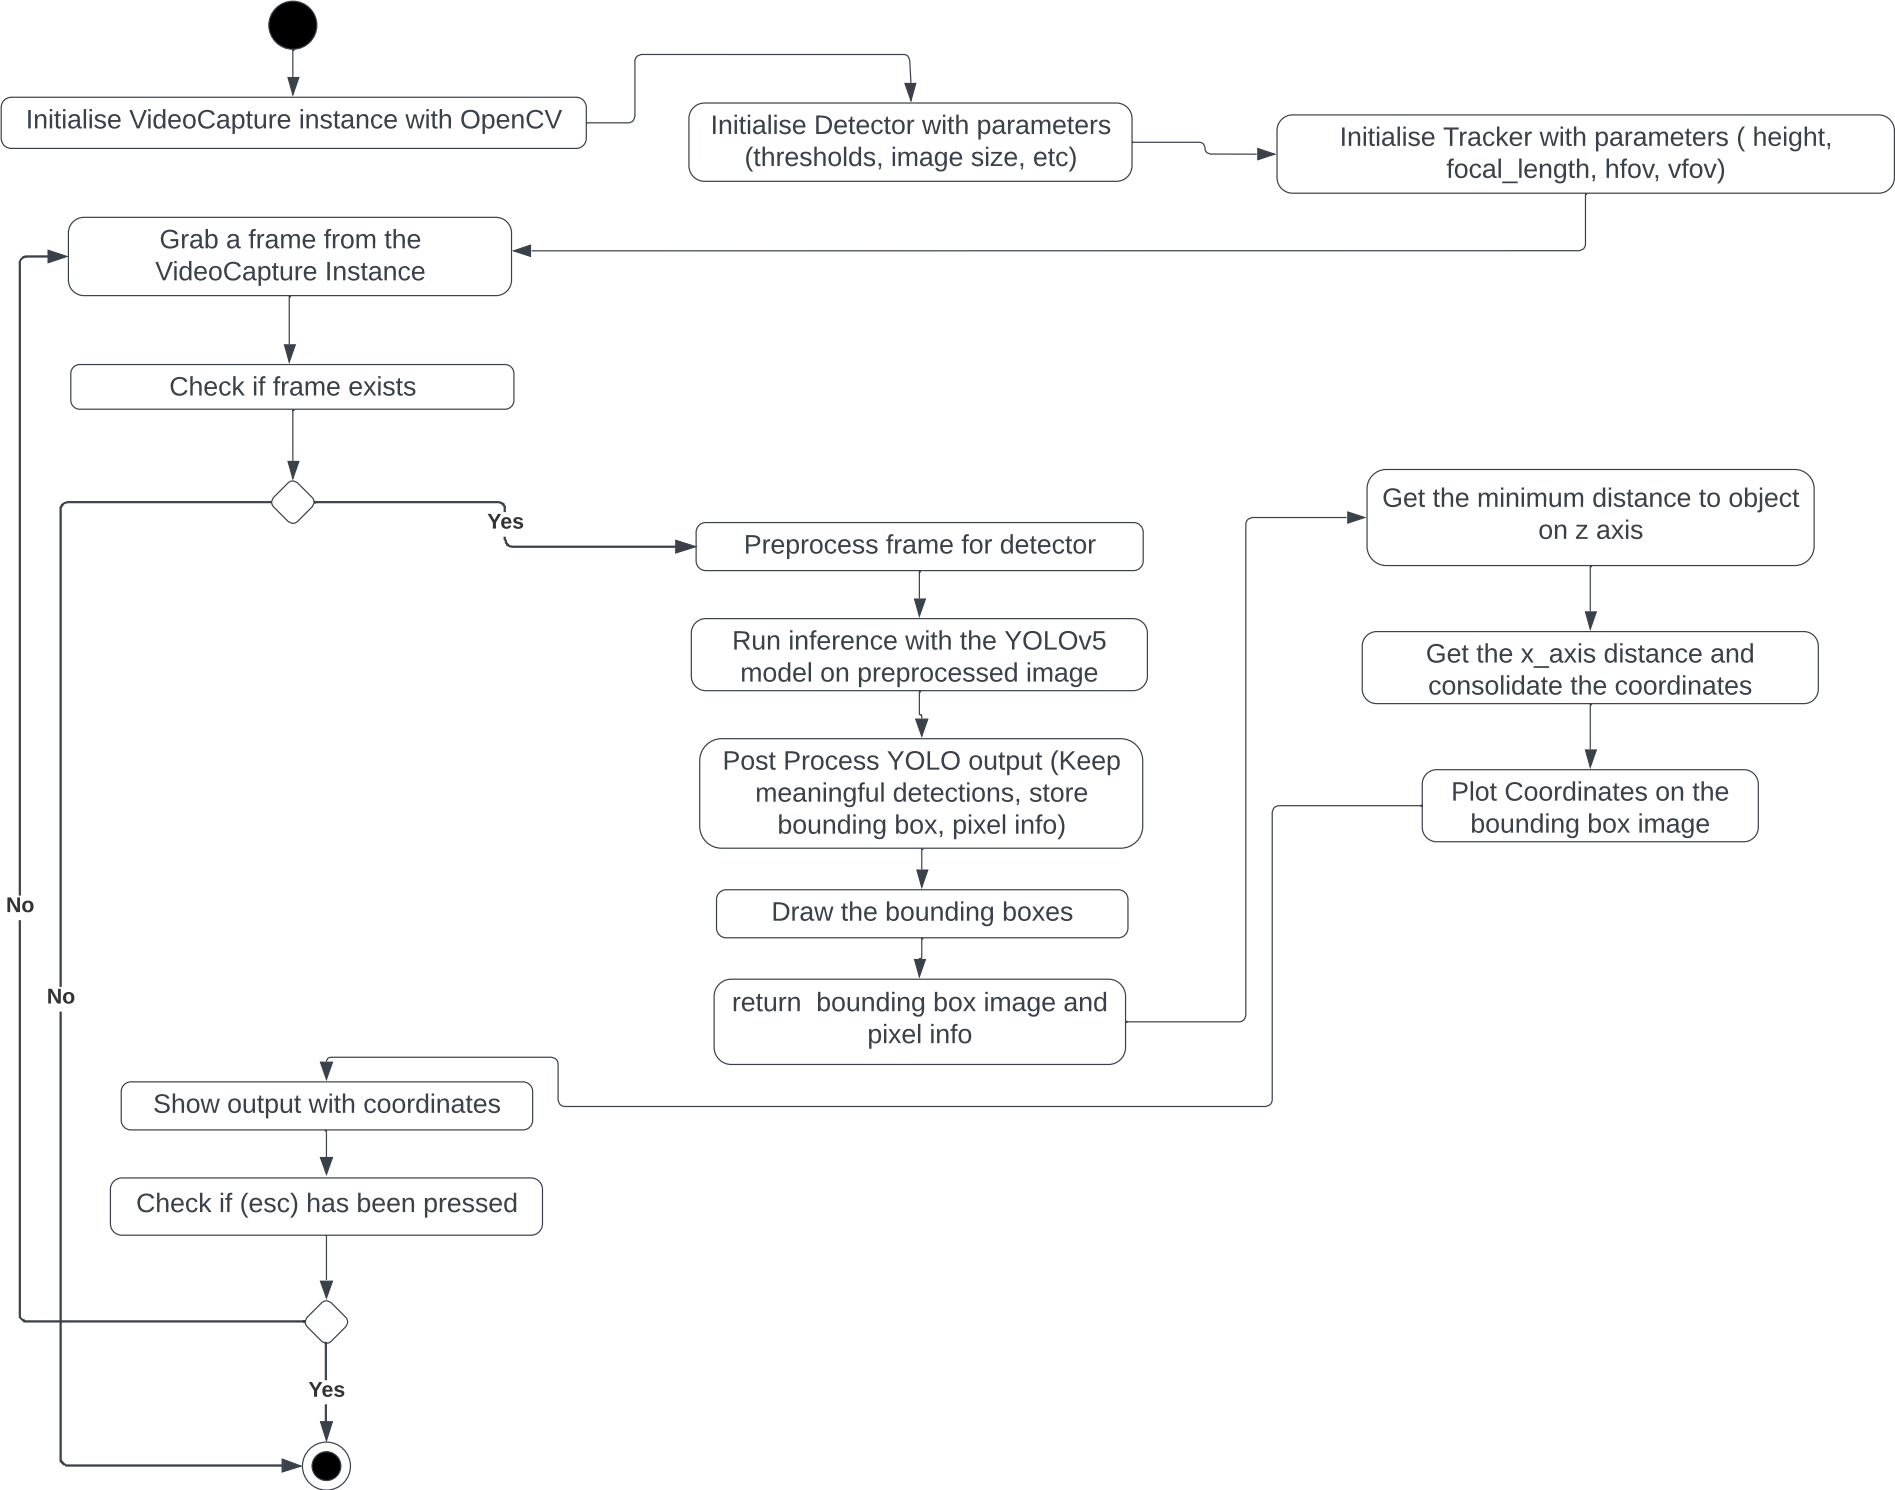 Initialise VideoCapture instance with OpenCV
Initialise Detector with parameters
(thresholds, image size, etc)
Initialise Tracker with parameters ( height,
focal_length, hfov, vfov)
Grab a frame from the
VideoCapture Instance
Check if frame exists
Yes
No
Preprocess frame for detector
Run inference with the YOLOv5
model on preprocessed image
Post Process YOLO output (Keep
meaningful detections, store
bounding box, pixel info)
Draw the bounding boxes
return  bounding box image and
pixel info
Get the minimum distance to object
on z axis
Get the x_axis distance and
consolidate the coordinates
Plot Coordinates on the
bounding box image
Show output with coordinates
Check if (esc) has been pressed
No
Yes